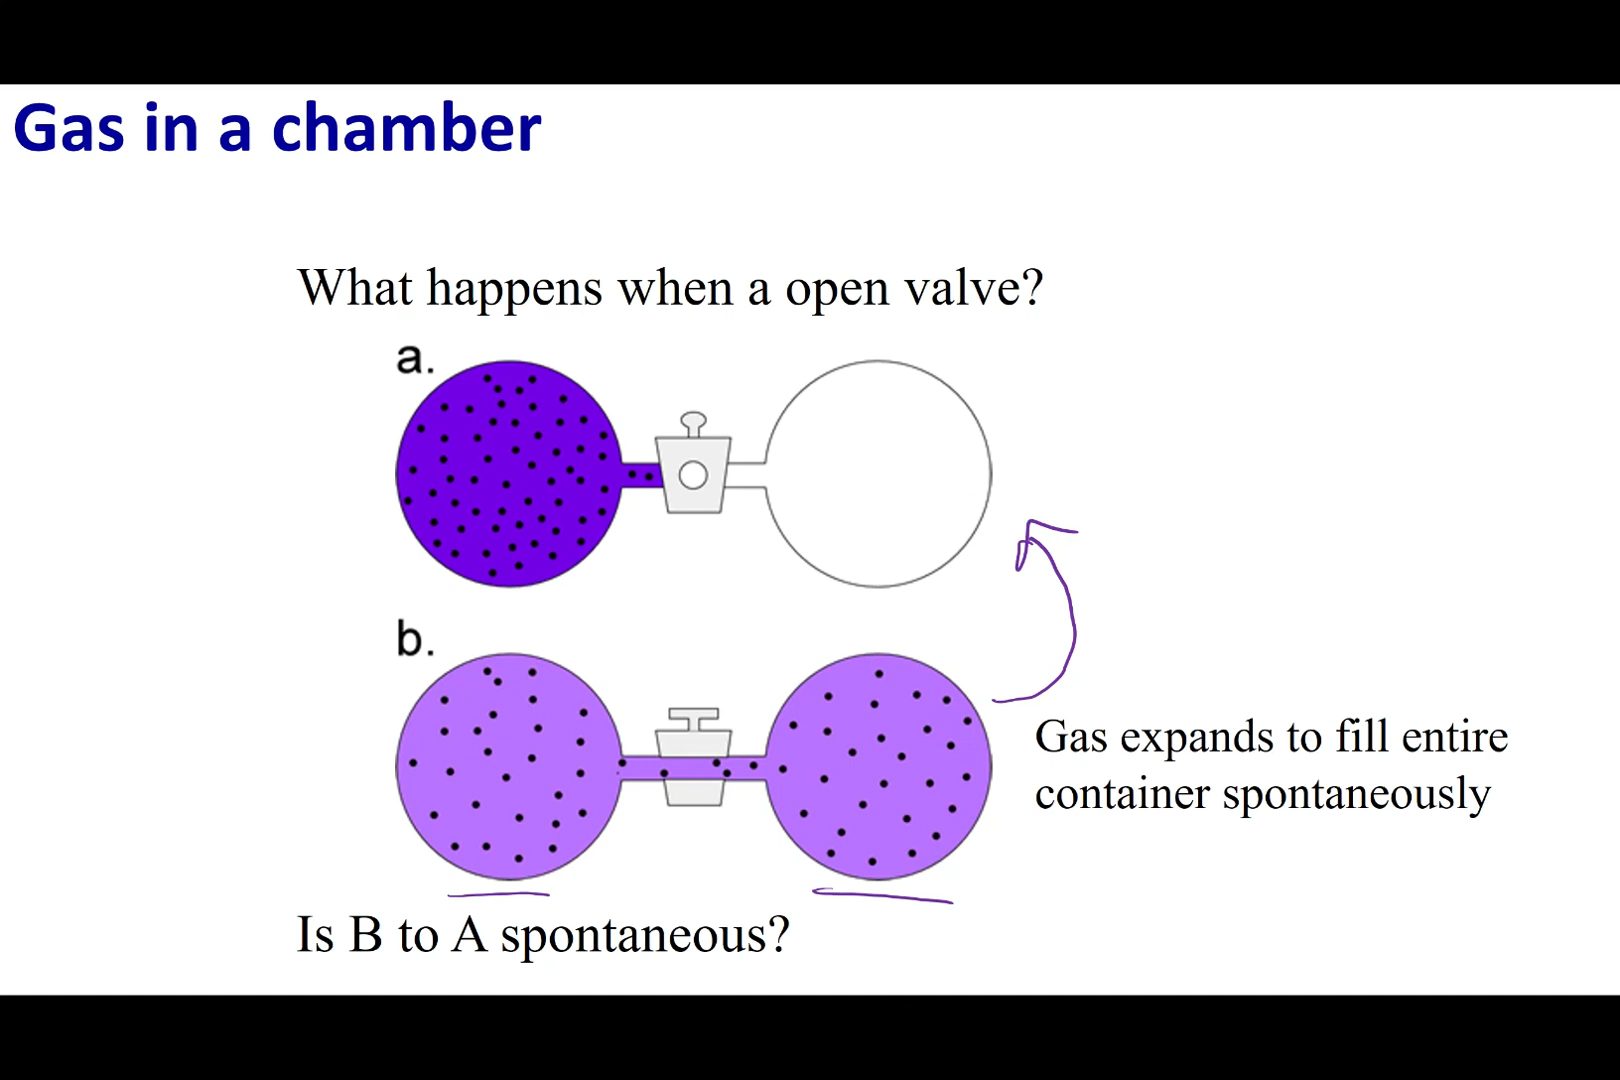 Gas in a chamber
What happens when a open valve?
a.
b.
Gas expands to fill entire
container spontaneously
Is B to A spontaneous?